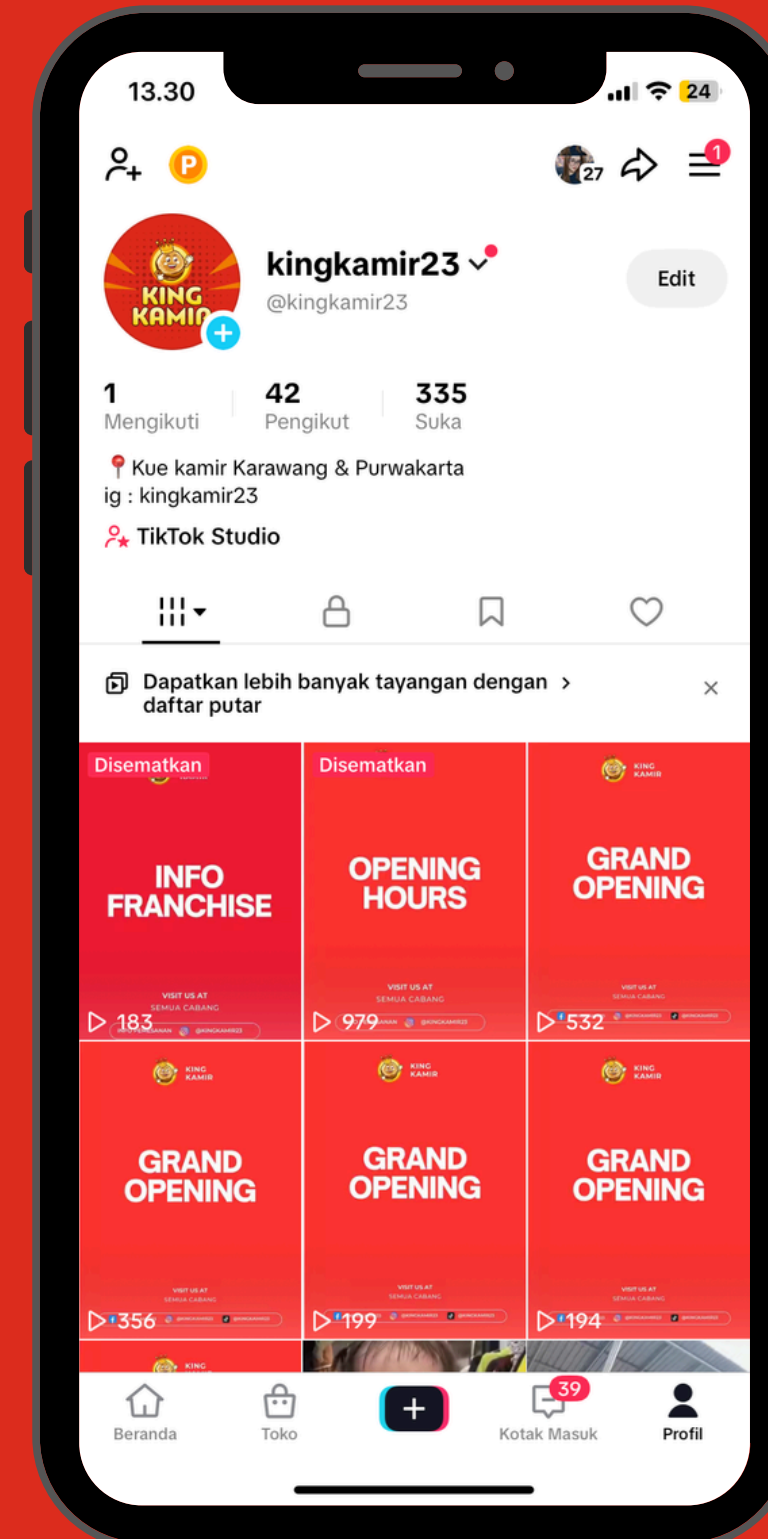 13.30
24
P
27
1
KING
KAMIR
kingkamir23
@kingkamir23
Edit
1
Mengikuti
42
Pengikut
335
Suka
Kue kamir Karawang & Purwakarta
ig : kingkamir23
TikTok Studio
Dapatkan lebih banyak tayangan dengan >
daftar putar
Disematkan
INFO
FRANCHISE
VISIT US AT
SEMUA CABANG
183
@KINGKAMIR23
Disematkan
OPENING
HOURS
VISIT US AT
SEMUA CABANG
979
@KINGKAMIR23
KING
KAMIR
GRAND
OPENING
VISIT US AT
SEMUA CABANG
532
KING
KAMIR
GRAND
OPENING
VISIT US AT
SEMUA CABANG
356
KING
KAMIR
GRAND
OPENING
VISIT US AT
SEMUA CABANG
199
KING
KAMIR
GRAND
OPENING
VISIT US AT
SEMUA CABANG
194
KING
Beranda
Toko
39
Kotak Masuk
Profil